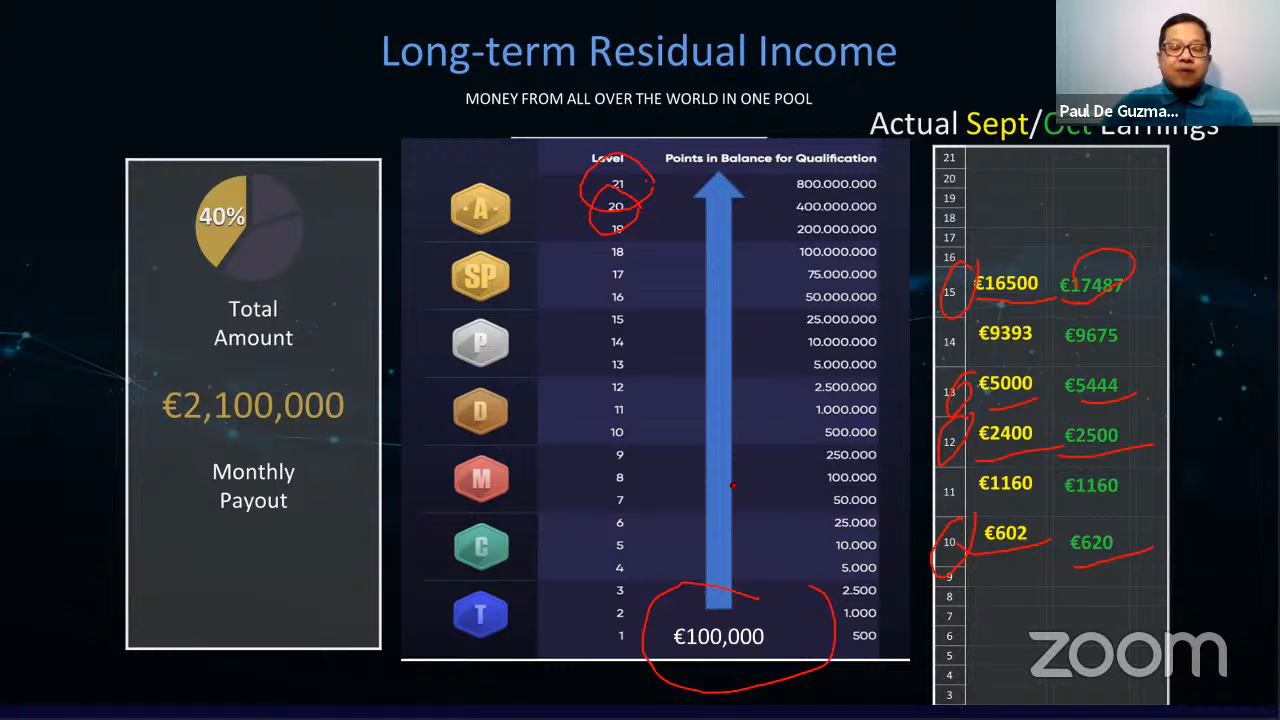 Long-term Residual Income
MONEY FROM ALL OVER THE WORLD IN ONE POOL
Paul De Guzma...
Actual Sept/Oct Earnings
40%
Total
Amount
€2,100,000
Monthly
Payout
Level Points in Balance for Qualification
A
SP
P
D
M
C
T
21 800.000.000
20 400.000.000
19 200.000.000
18 100.000.000
17 75.000.000
16 50.000.000
15 25.000.000
14 10.000.000
13 5.000.000
12 2.500.000
11 1.000.000
10 500.000
9 250.000
8 100.000
7 50.000
6 25.000
5 10.000
4 5.000
3 2.500
2 1.000
1 500
€100,000
21
20
19
18
17
16
15 €16500 €17487
14 €9393 €9675
13 €5000 €5444
12 €2400 €2500
11 €1160 €1160
10 €602 €620
9
8
7
6
5
4
3
zoom